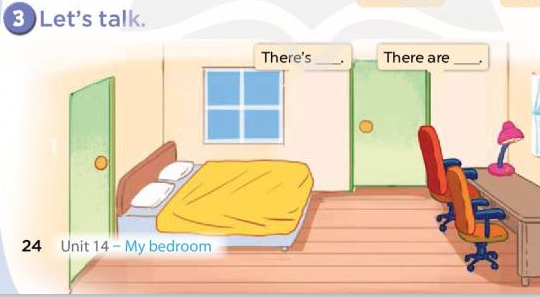 3 Let's talk.
There's ___. There are ___.
24 Unit 14 – My bedroom